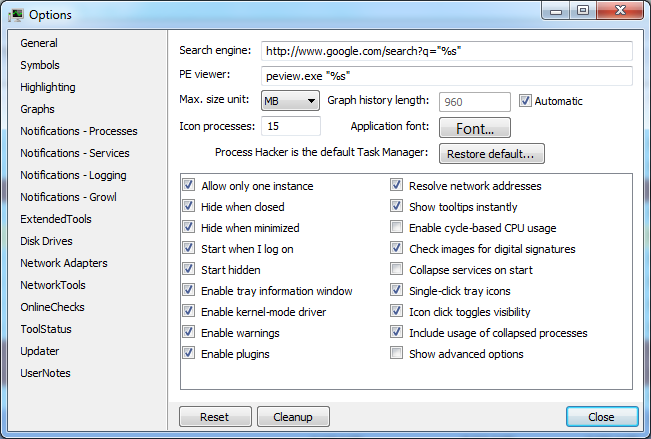 Options
General
Symbols
Highlighting
Graphs
Notifications - Processes
Notifications - Services
Notifications - Logging
Notifications - Growl
ExtendedTools
Disk Drives
Network Adapters
NetworkTools
OnlineChecks
ToolStatus
Updater
UserNotes
Search engine: http://www.google.com/search?q="%s"
PE viewer: peview.exe "%s"
Max. size unit: MB Graph history length: 960 Automatic
Icon processes: 15 Application font: Font...
Process Hacker is the default Task Manager: Restore default...
Allow only one instance
Hide when closed
Hide when minimized
Start when I log on
Start hidden
Enable tray information window
Enable kernel-mode driver
Enable warnings
Enable plugins
Resolve network addresses
Show tooltips instantly
Enable cycle-based CPU usage
Check images for digital signatures
Collapse services on start
Single-click tray icons
Icon click toggles visibility
Include usage of collapsed processes
Show advanced options
Reset Cleanup Close